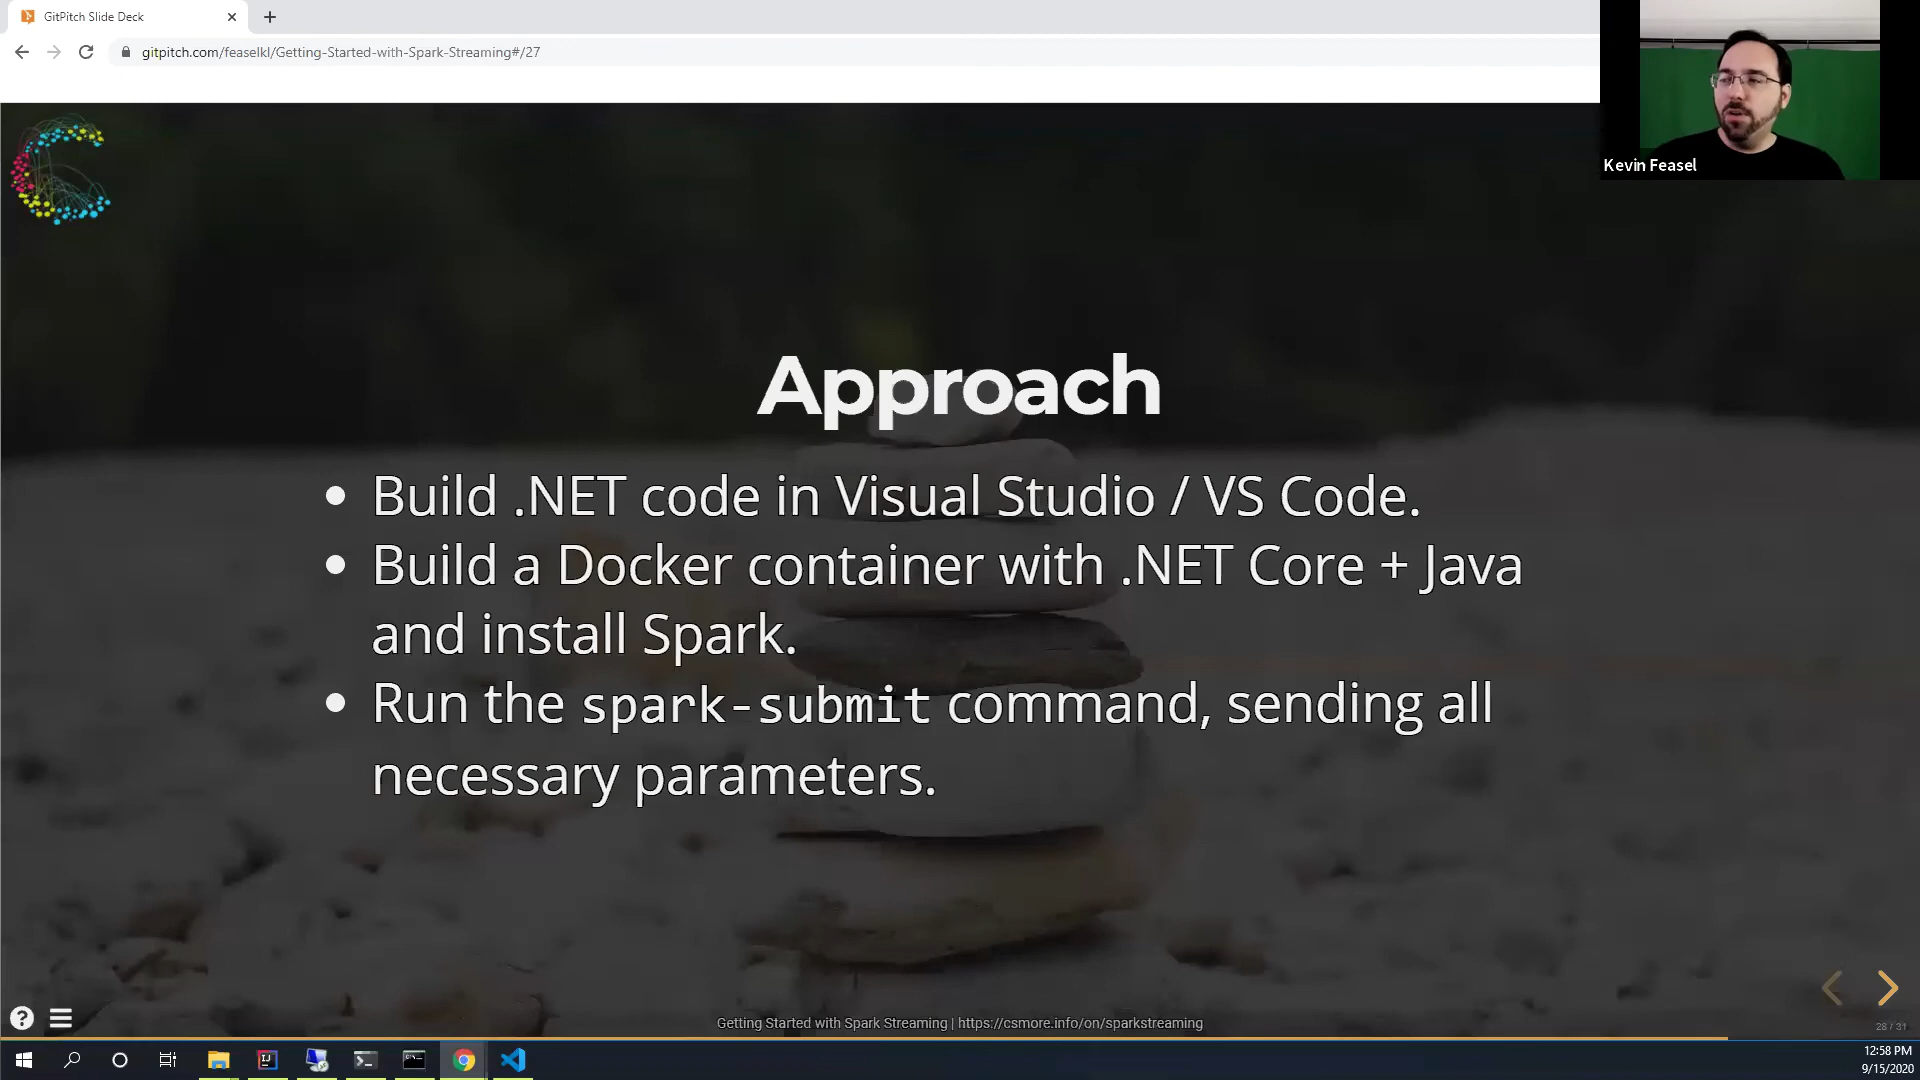 GitPitch Slide Deck
gitpitch.com/feaselkl/Getting-Started-with-Spark-Streaming#/27
Kevin Feasel
Approach
Build .NET code in Visual Studio / VS Code.
Build a Docker container with .NET Core + Java
and install Spark.
Run the spark-submit command, sending all
necessary parameters.
Getting Started with Spark Streaming | https://csmore.info/on/sparkstreaming
28 / 31
12:58 PM
9/15/2020